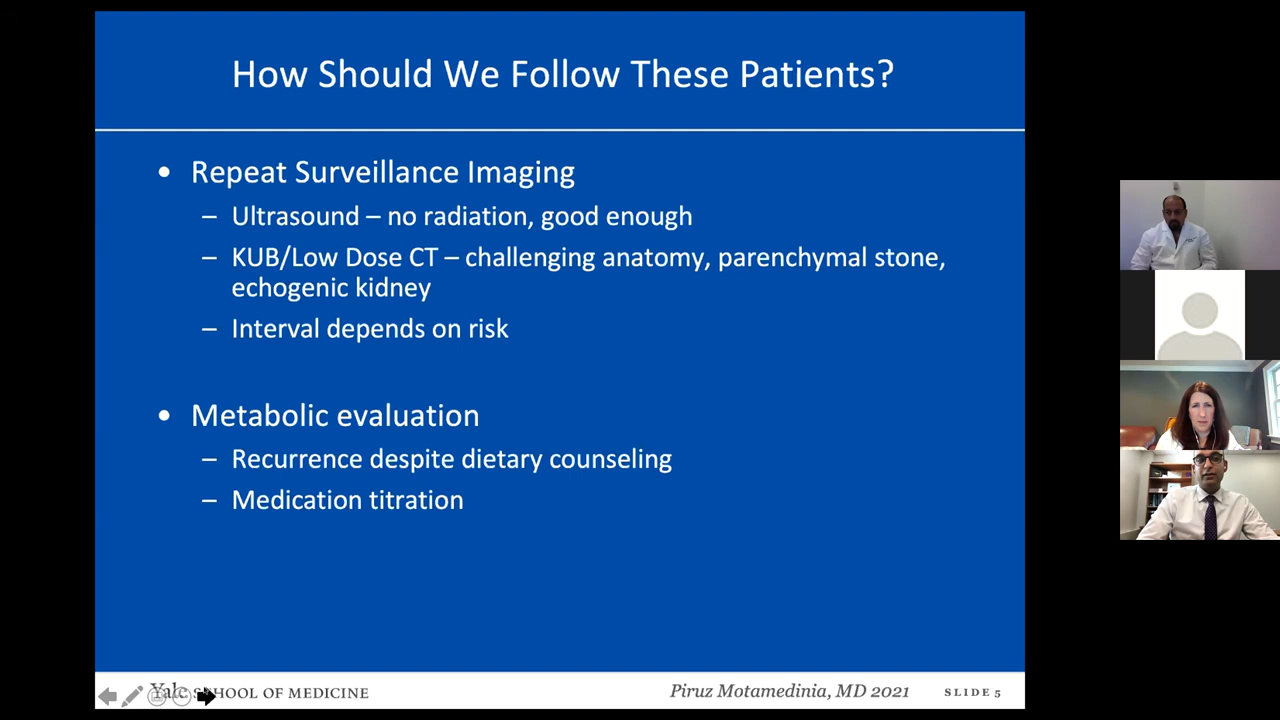 How Should We Follow These Patients?
• Repeat Surveillance Imaging
– Ultrasound – no radiation, good enough
– KUB/Low Dose CT – challenging anatomy, parenchymal stone,
echogenic kidney
– Interval depends on risk
• Metabolic evaluation
– Recurrence despite dietary counseling
– Medication titration
Yale SCHOOL OF MEDICINE
Piruz Motamedinia, MD 2021
SLIDE 5